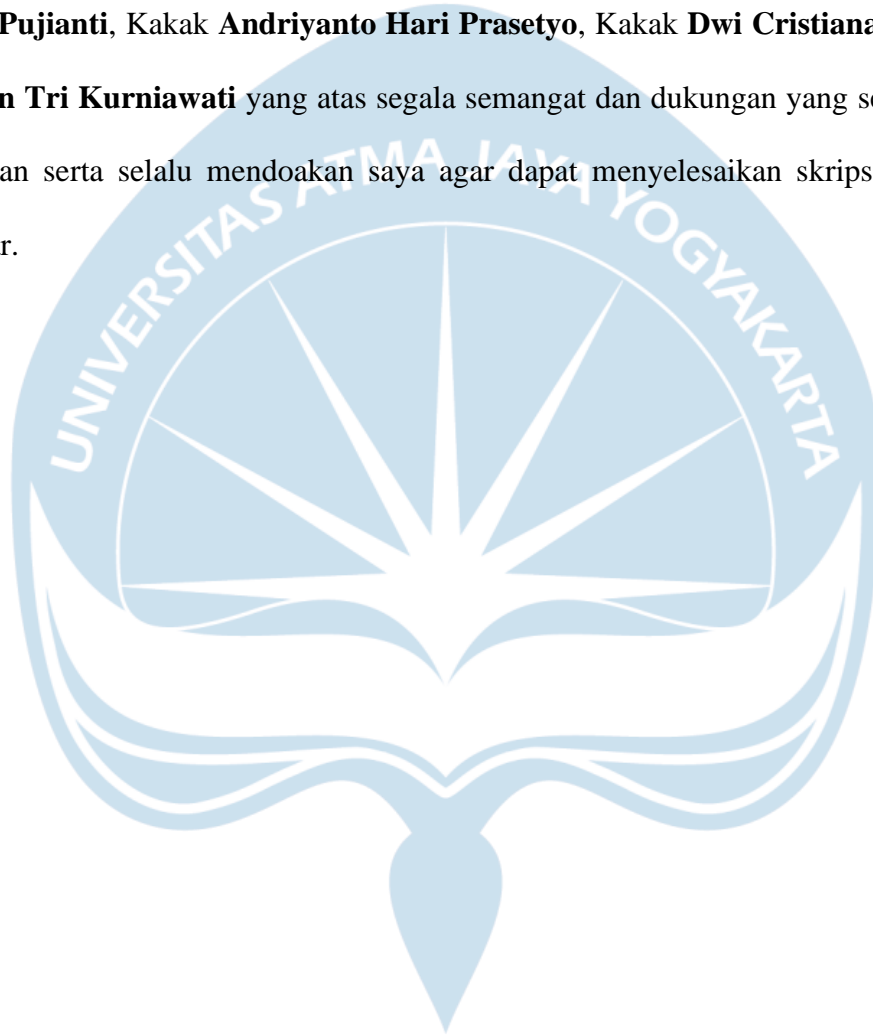 Pujianti, Kakak Andriyanto Hari Prasetyo, Kakak Dwi Cristiana
n Tri Kurniawati yang atas segala semangat dan dukungan yang se
an serta selalu mendoakan saya agar dapat menyelesaikan skrips
r.
UNIVERSITAS ATMA JAYA YOGYAKARTA